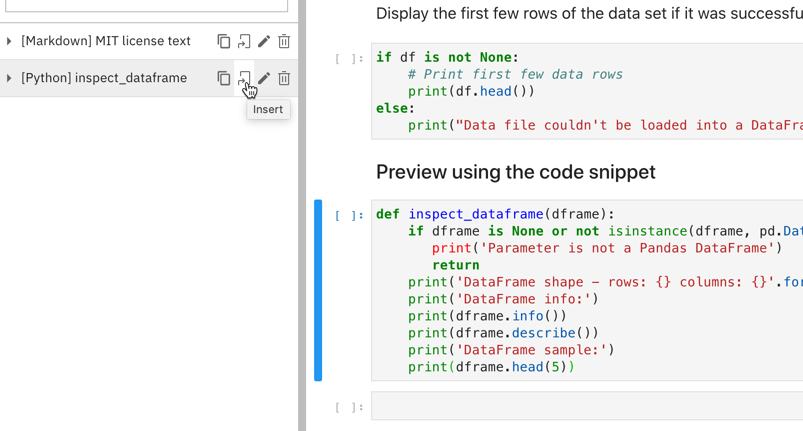 [Markdown] MIT license text
[Python] inspect_dataframe
Insert
Display the first few rows of the data set if it was
[ ]:
if df is not None:
# Print first few data rows
print(df.head())
else:
print("Data file couldn't be loaded into a
Preview using the code snippet
[ ]:
def inspect_dataframe(dframe):
if dframe is None or not isinstance(dframe, pd.
print('Parameter is not a Pandas DataFrame')
return
print('DataFrame shape – rows: {} columns: {}'.
print('DataFrame info:')
print(dframe.info())
print(dframe.describe())
print('DataFrame sample:')
print(dframe.head(5))
[ ]: